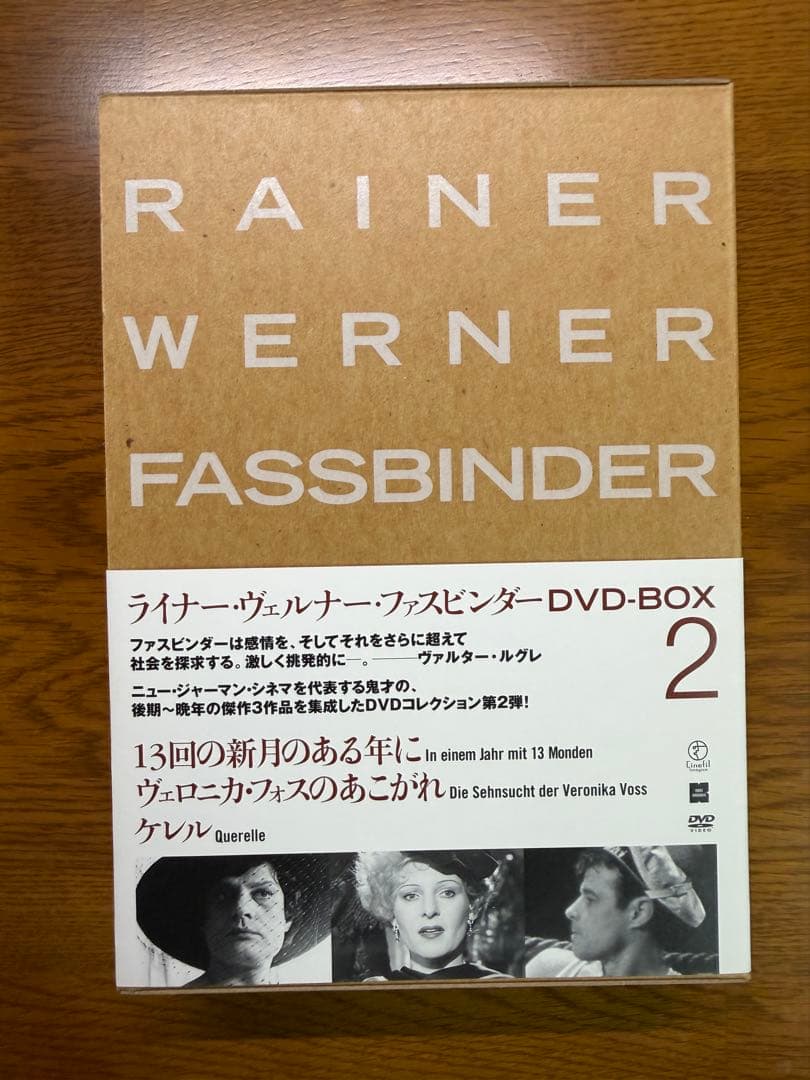 RAINER
WERNER
FASSBINDER
ライナー・ヴェルナー・ファスビンダーDVD-BOX
2
ファスビンダーは感情を、そしてそれをさらに超えて
社会を探求する。激しく挑発的に―。――ヴァルター・ルグレ
ニュー・ジャーマン・シネマを代表する鬼才の、
後期〜晩年の傑作3作品を集成したDVDコレクション第2弾!
13回の新月のある年に In einem Jahr mit 13 Monden
ヴェロニカ・フォスのあこがれ Die Sehnsucht der Veronika Voss
ケレル Querelle
Cinefil
Imagica
DVD
VIDEO